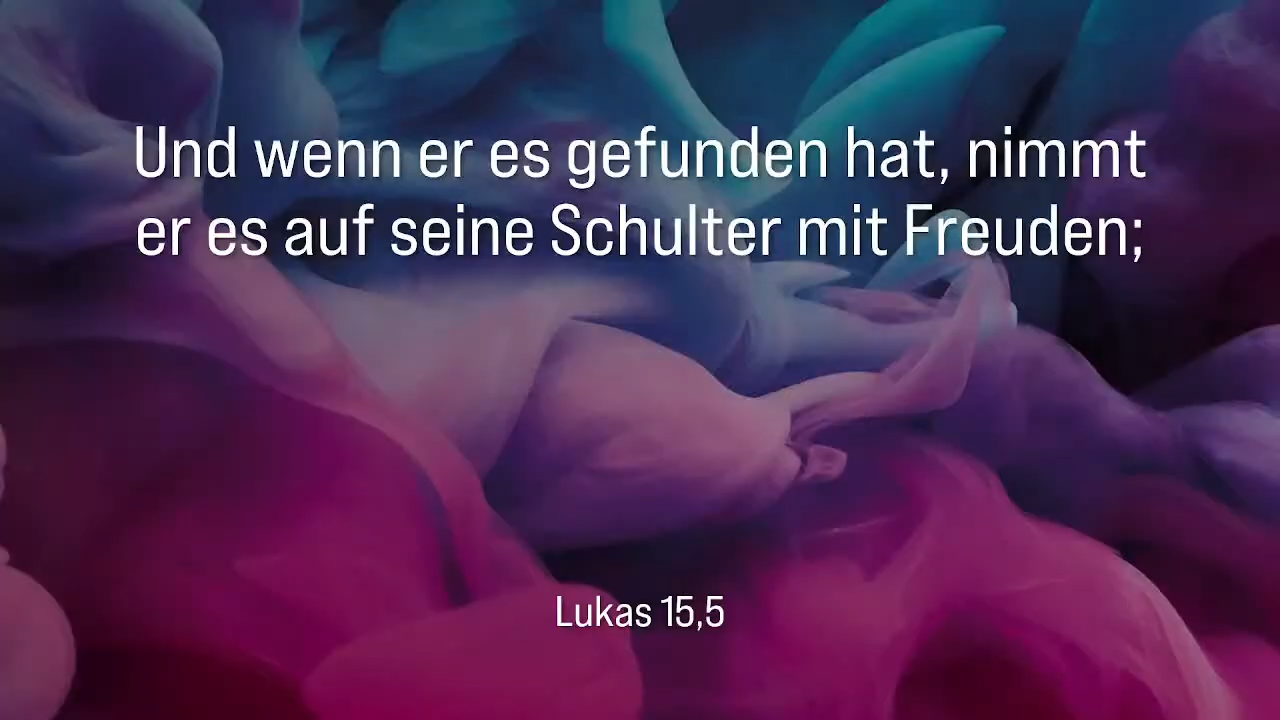 Und wenn er es gefunden hat, nimmt
er es auf seine Schulter mit Freuden;
Lukas 15,5